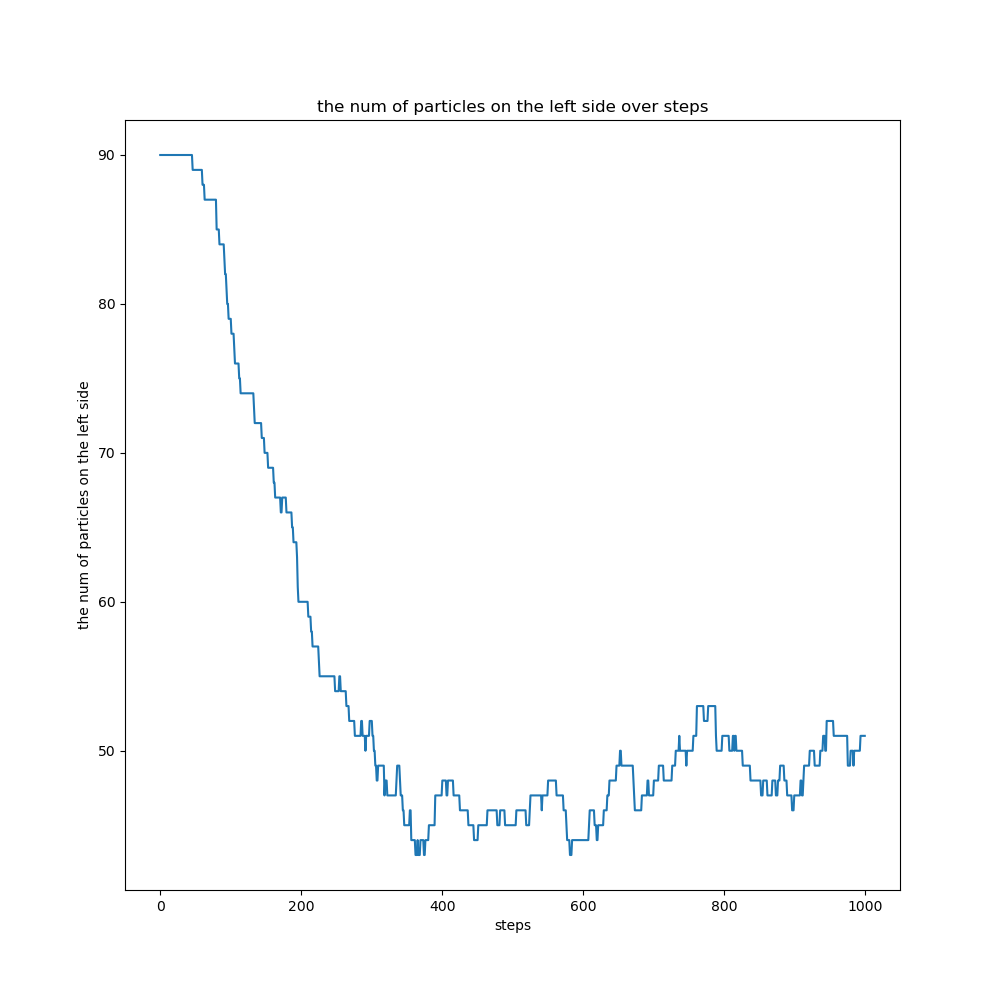 the num of particles on the left side over steps
90
80
70
60
50
the num of particles on the left side
0 200 400 600 800 1000
steps